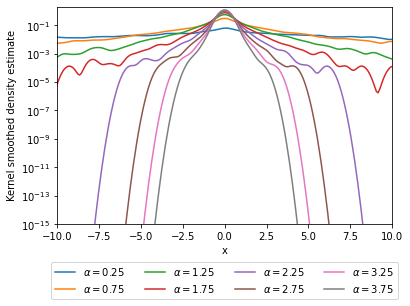 Kernel smoothed density estimate
10⁻¹
10⁻³
10⁻⁵
10⁻⁷
10⁻⁹
10⁻¹¹
10⁻¹³
10⁻¹⁵
−10.0 −7.5 −5.0 −2.5 0.0 2.5 5.0 7.5 10.0
x
α = 0.25 α = 1.25 α = 2.25 α = 3.25
α = 0.75 α = 1.75 α = 2.75 α = 3.75